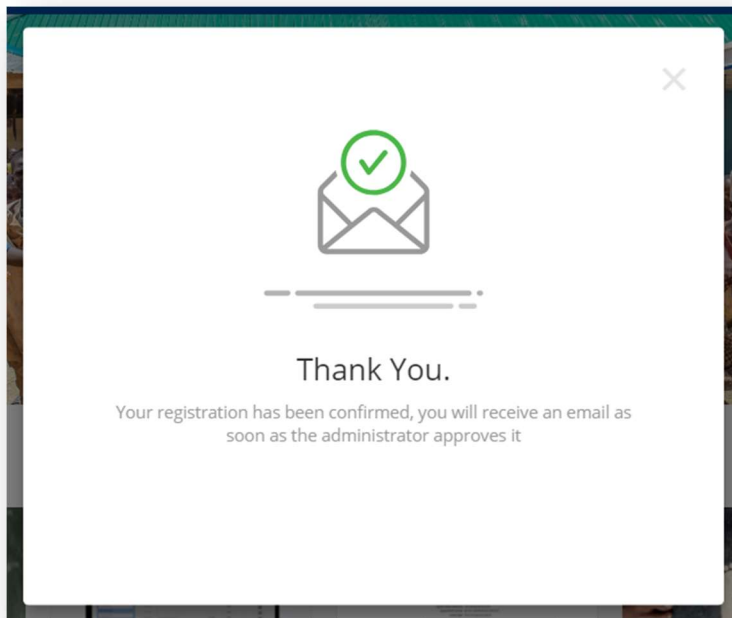 Thank You.
Your registration has been confirmed, you will receive an email as
soon as the administrator approves it